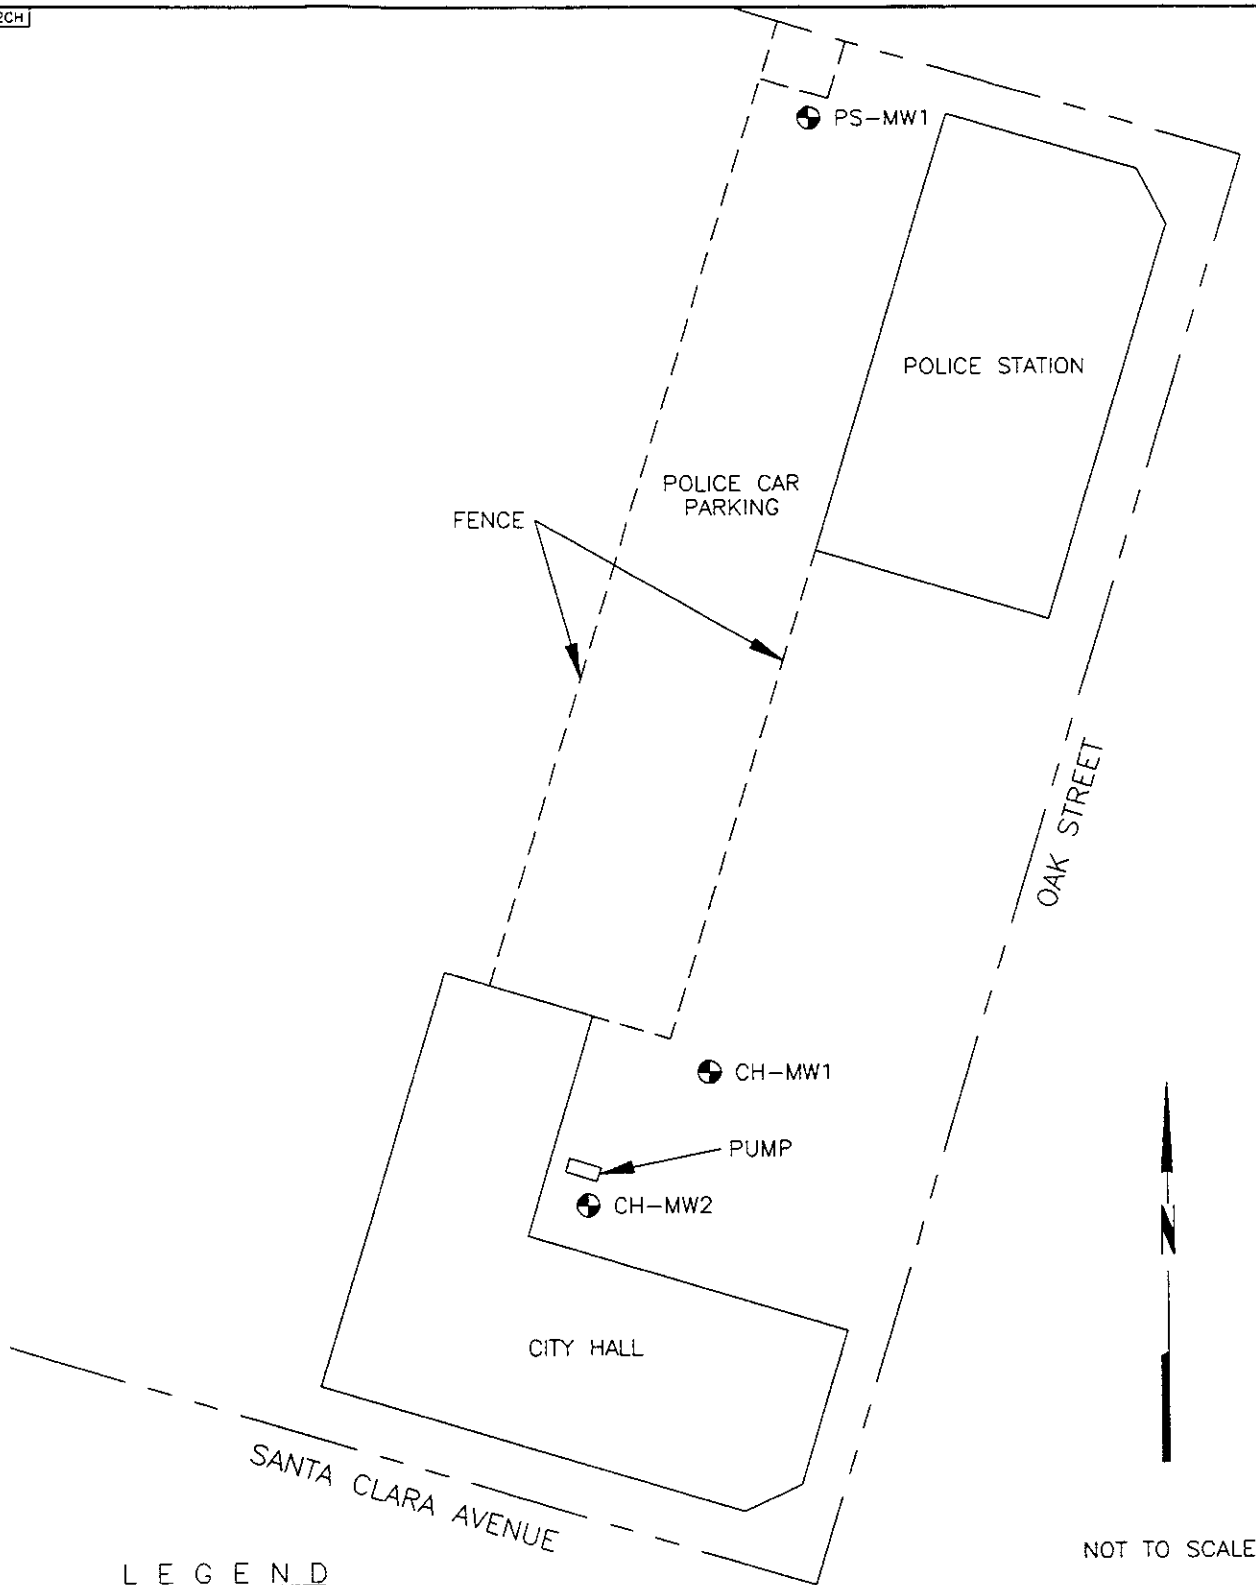 2CH
PS-MW1
POLICE STATION
POLICE CAR
PARKING
FENCE
OAK STREET
CH-MW1
PUMP
CH-MW2
N
CITY HALL
SANTA CLARA AVENUE
NOT TO SCALE
LEGEND